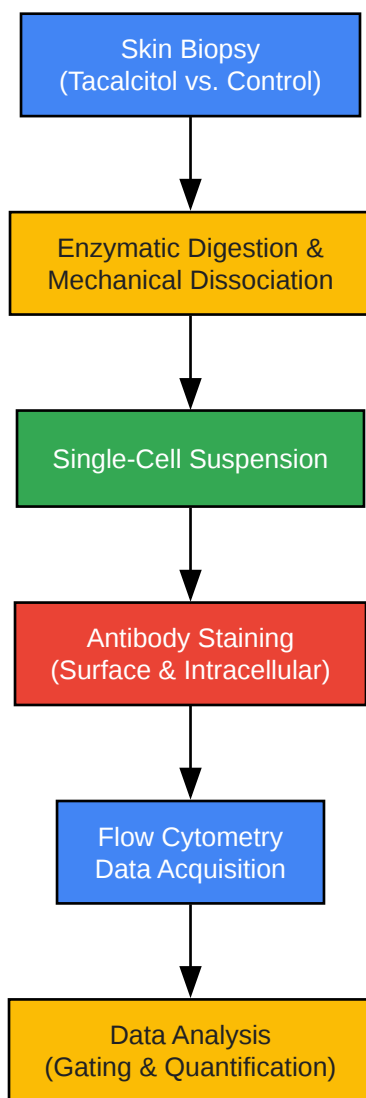 Skin Biopsy
(Tacalcitol vs. Control)
Enzymatic Digestion &
Mechanical Dissociation
Single-Cell Suspension
Antibody Staining
(Surface & Intracellular)
Flow Cytometry
Data Acquisition
Data Analysis
(Gating & Quantification)